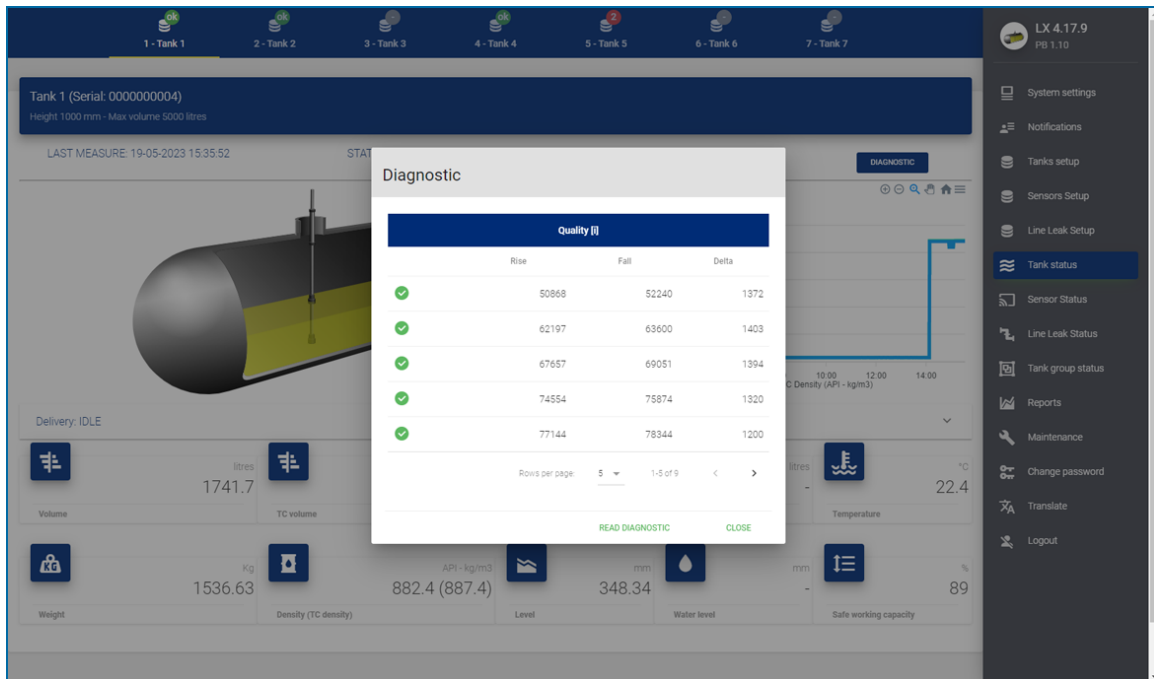 ok
ok
-
ok
2
-
-
1 - Tank 1
2 - Tank 2
3 - Tank 3
4 - Tank 4
5 - Tank 5
6 - Tank 6
7 - Tank 7
LX 4.17.9
PB 1.10
Tank 1 (Serial: 0000000004)
Height 1000 mm - Max volume 5000 litres
LAST MEASURE: 19-05-2023 15:35:52
STAT
DIAGNOSTIC
Diagnostic
Quality [i]
Rise Fall Delta
50868 52240 1372
62197 63600 1403
67657 69051 1394
74554 75874 1320
77144 78344 1200
Rows per page: 5 1-5 of 9
READ DIAGNOSTIC CLOSE
10:00 12:00 14:00
C Density (API - kg/m3)
Delivery: IDLE
litres
1741.7
Volume
TC volume
litres
-
°C
22.4
Temperature
KG
Kg
1536.63
Weight
API - kg/m3
882.4 (887.4)
Density (TC density)
mm
348.34
Level
mm
-
Water level
%
89
Safe working capacity
System settings
Notifications
Tanks setup
Sensors Setup
Line Leak Setup
Tank status
Sensor Status
Line Leak Status
Tank group status
Reports
Maintenance
Change password
Translate
Logout